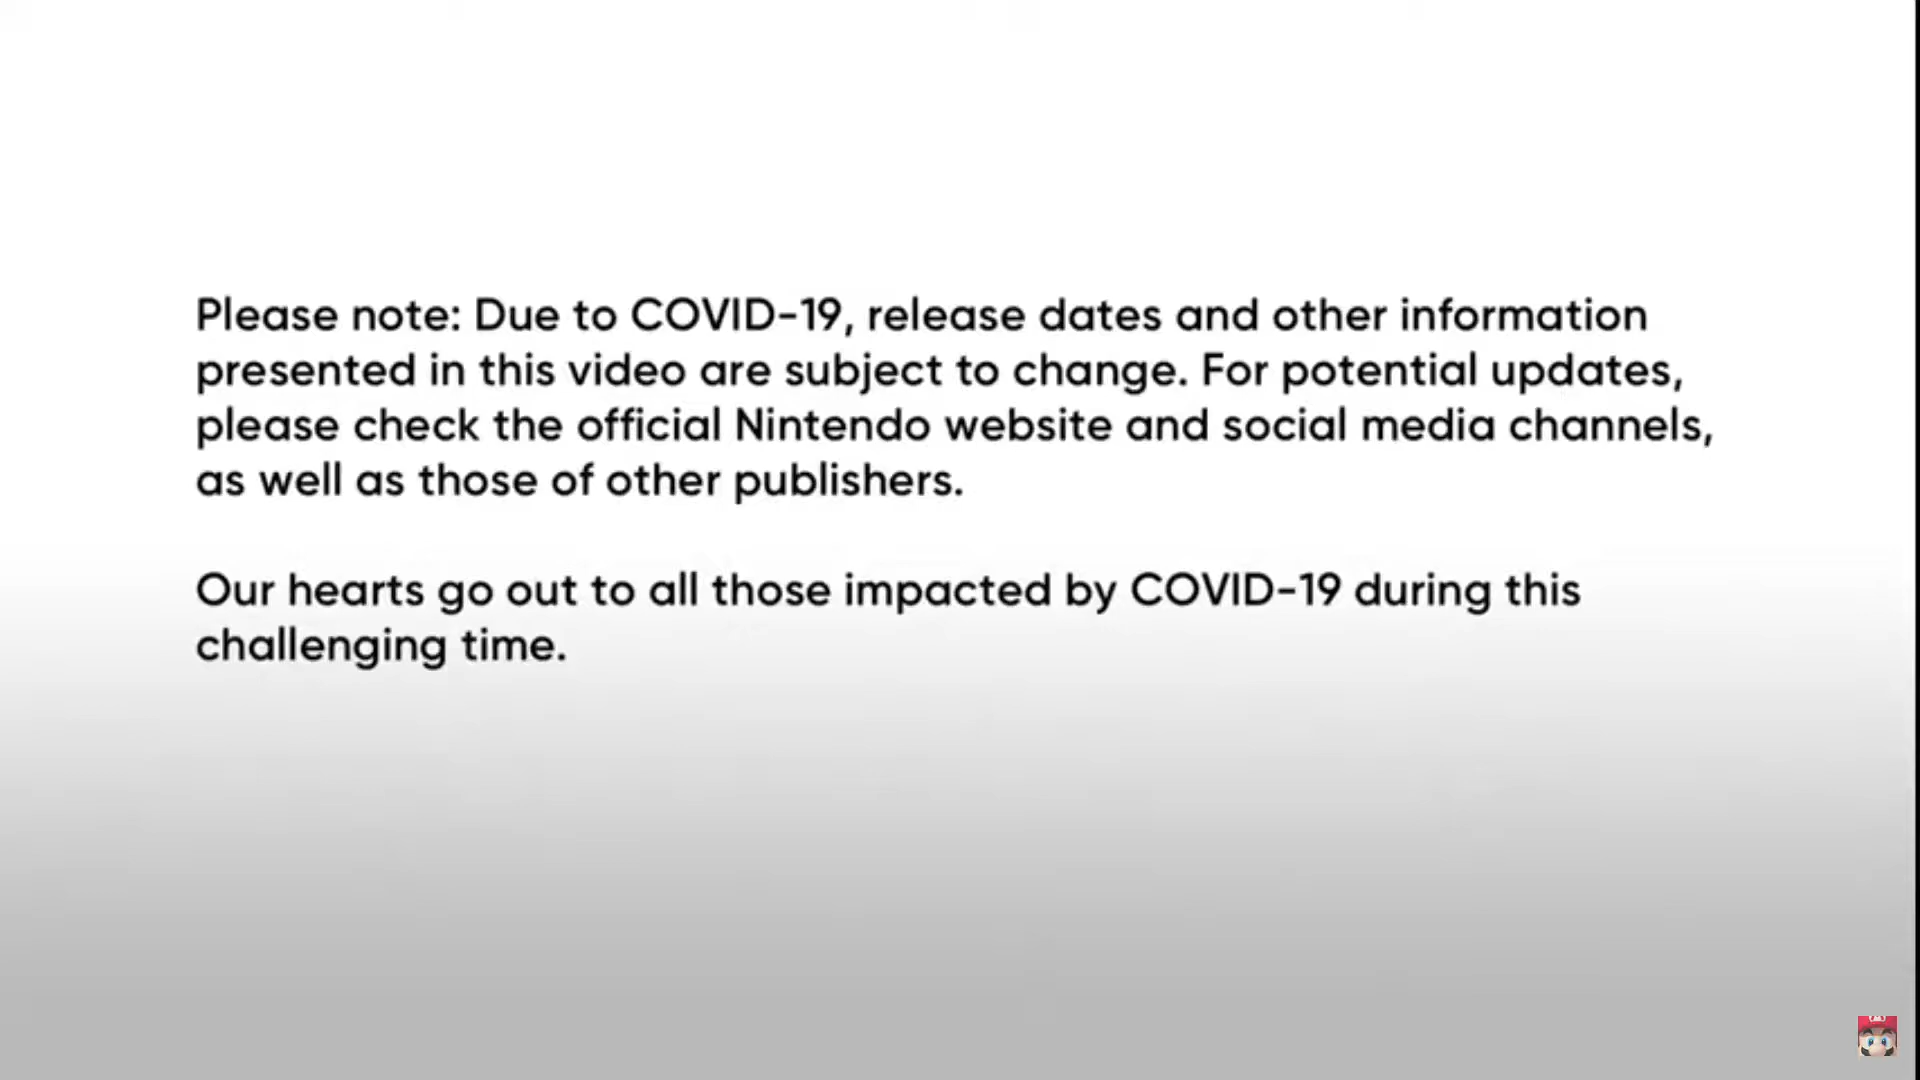 Please note: Due to COVID-19, release dates and other information
presented in this video are subject to change. For potential updates,
please check the official Nintendo website and social media channels,
as well as those of other publishers.
Our hearts go out to all those impacted by COVID-19 during this
challenging time.